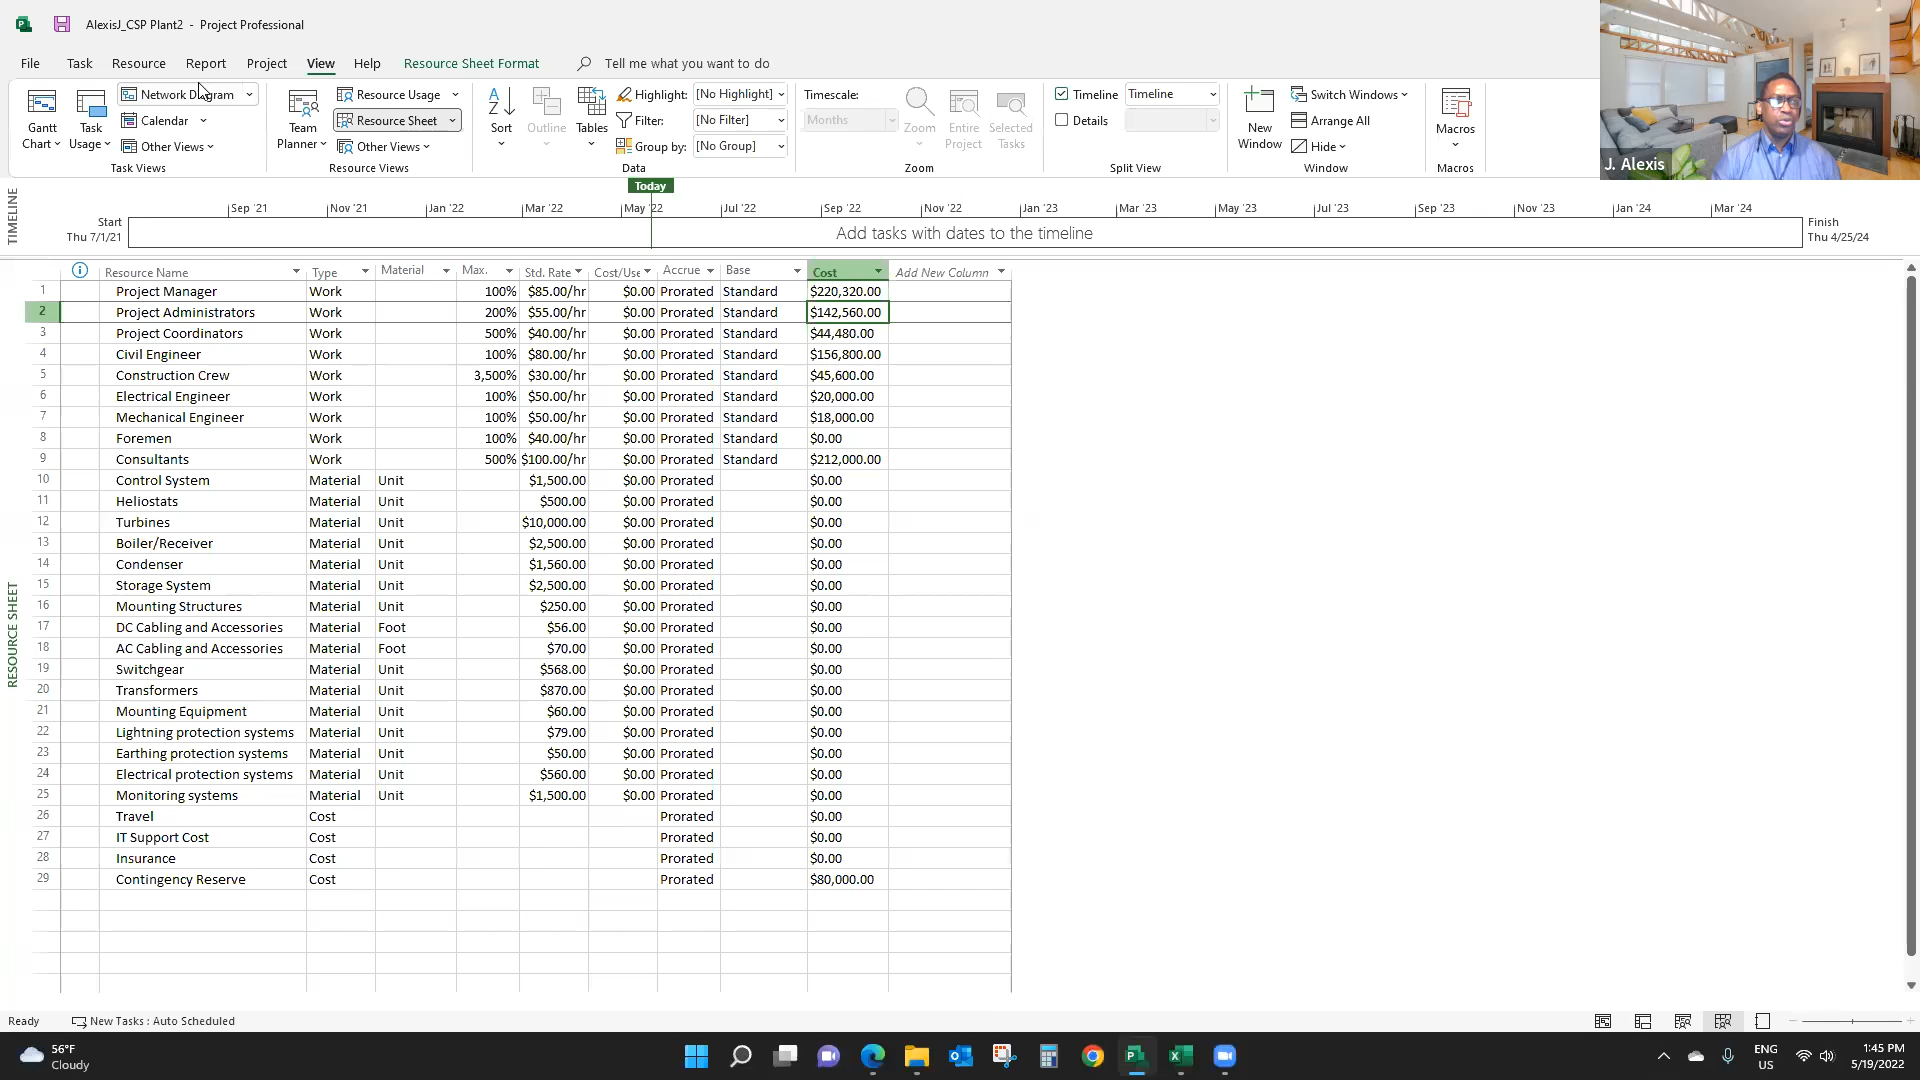 AlexisJ_CSP Plant2 - Project Professional
File Task Resource Report Project View Help Resource Sheet Format Tell me what you want to do
J. Alexis
Gantt Chart Task Usage Network Diagram Calendar Other Views
Task Views
Team Planner Resource Usage Resource Sheet Other Views
Resource Views
Sort Outline Tables Highlight: [No Highlight] Filter: [No Filter] Group by: [No Group]
Data
Timescale: Months Zoom Entire Project Selected Tasks
Zoom
Timeline Timeline Details
Split View
New Window Switch Windows Arrange All Hide
Window
Macros
Macros
TIMELINE
Today
Sep '21 Nov '21 Jan '22 Mar '22 May '22 Jul '22 Sep '22 Nov '22 Jan '23 Mar '23 May '23 Jul '23 Sep '23 Nov '23 Jan '24 Mar '24
Start
Thu 7/1/21
Add tasks with dates to the timeline
Finish
Thu 4/25/24
RESOURCE SHEET
Resource Name Type Material Max. Std. Rate Cost/Use Accrue Base Cost Add New Column
1 Project Manager Work 100% $85.00/hr $0.00 Prorated Standard $220,320.00
2 Project Administrators Work 200% $55.00/hr $0.00 Prorated Standard $142,560.00
3 Project Coordinators Work 500% $40.00/hr $0.00 Prorated Standard $44,480.00
4 Civil Engineer Work 100% $80.00/hr $0.00 Prorated Standard $156,800.00
5 Construction Crew Work 3,500% $30.00/hr $0.00 Prorated Standard $45,600.00
6 Electrical Engineer Work 100% $50.00/hr $0.00 Prorated Standard $20,000.00
7 Mechanical Engineer Work 100% $50.00/hr $0.00 Prorated Standard $18,000.00
8 Foremen Work 100% $40.00/hr $0.00 Prorated Standard $0.00
9 Consultants Work 500% $100.00/hr $0.00 Prorated Standard $212,000.00
10 Control System Material Unit $1,500.00 $0.00 Prorated $0.00
11 Heliostats Material Unit $500.00 $0.00 Prorated $0.00
12 Turbines Material Unit $10,000.00 $0.00 Prorated $0.00
13 Boiler/Receiver Material Unit $2,500.00 $0.00 Prorated $0.00
14 Condenser Material Unit $1,560.00 $0.00 Prorated $0.00
15 Storage System Material Unit $2,500.00 $0.00 Prorated $0.00
16 Mounting Structures Material Unit $250.00 $0.00 Prorated $0.00
17 DC Cabling and Accessories Material Foot $56.00 $0.00 Prorated $0.00
18 AC Cabling and Accessories Material Foot $70.00 $0.00 Prorated $0.00
19 Switchgear Material Unit $568.00 $0.00 Prorated $0.00
20 Transformers Material Unit $870.00 $0.00 Prorated $0.00
21 Mounting Equipment Material Unit $60.00 $0.00 Prorated $0.00
22 Lightning protection systems Material Unit $79.00 $0.00 Prorated $0.00
23 Earthing protection systems Material Unit $50.00 $0.00 Prorated $0.00
24 Electrical protection systems Material Unit $560.00 $0.00 Prorated $0.00
25 Monitoring systems Material Unit $1,500.00 $0.00 Prorated $0.00
26 Travel Cost Prorated $0.00
27 IT Support Cost Cost Prorated $0.00
28 Insurance Cost Prorated $0.00
29 Contingency Reserve Cost Prorated $80,000.00
Ready New Tasks : Auto Scheduled
56°F
Cloudy
ENG
US
1:45 PM
5/19/2022